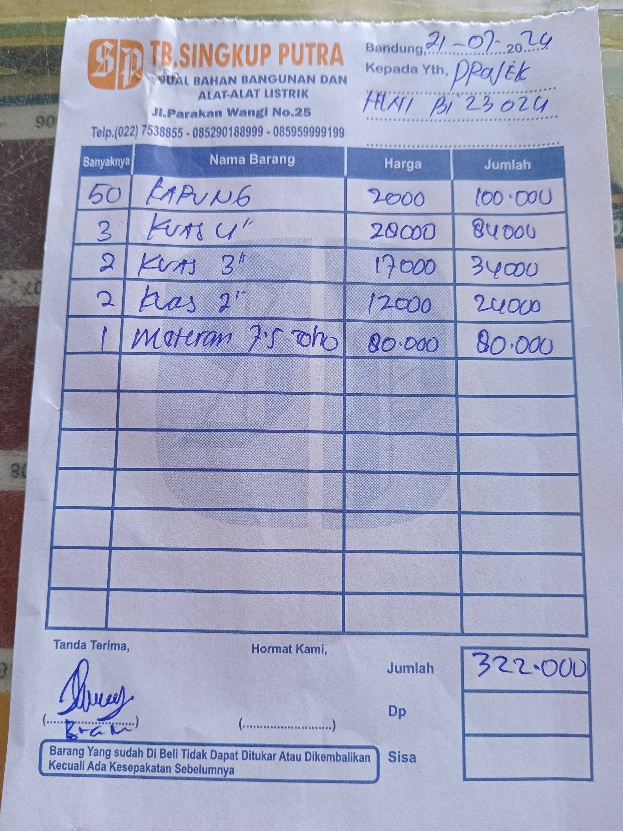 SP TB.SINGKUP PUTRA
JUAL BAHAN BANGUNAN DAN
ALAT-ALAT LISTRIK
Jl.Parakan Wangi No.25
Telp.(022) 7538855 - 085290188999 - 085959999199
Bandung, 21-07-2024
Kepada Yth, PROJEK
BI 23024
Banyaknya Nama Barang Harga Jumlah
50 KARUNG 2000 100.000
3 KUAS 4" 28000 84000
2 KUAS 3" 17000 34000
2 Kuas 2" 12000 24000
1 Meteran 7.5 80.000 80.000
Tanda Terima, Hormat Kami,
Jumlah 322.000
Dp
Sisa
(..................) (.......................)
Barang Yang sudah Di Beli Tidak Dapat Ditukar Atau Dikembalikan
Kecuali Ada Kesepakatan Sebelumnya